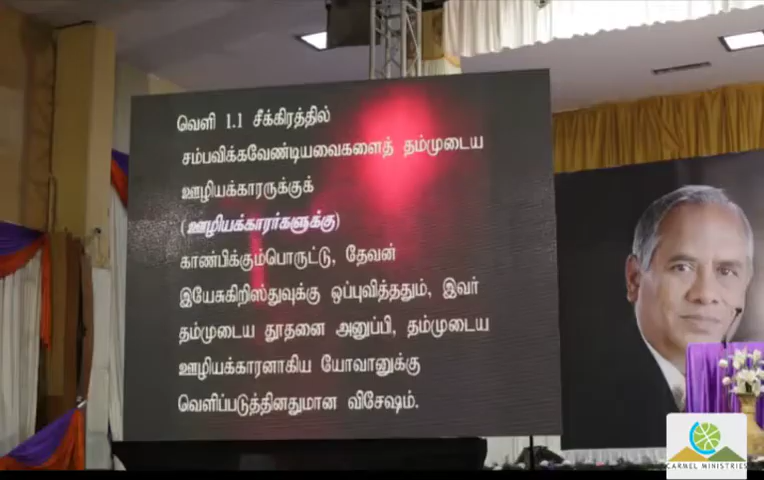 வெளி 1.1 சீக்கிரத்தில்
சம்பவிக்கவேண்டியவைகளைத் தம்முடைய
ஊழியக்காரருக்குக்
(ஊழியக்காரர்களுக்கு)
காண்பிக்கும்பொருட்டு, தேவன்
இயேசுகிறிஸ்துவுக்கு ஒப்புவித்ததும், இவர்
தம்முடைய தூதனை அனுப்பி, தம்முடைய
ஊழியக்காரனாகிய யோவானுக்கு
வெளிப்படுத்தினதுமான விசேஷம்.
CARMEL MINISTRIES